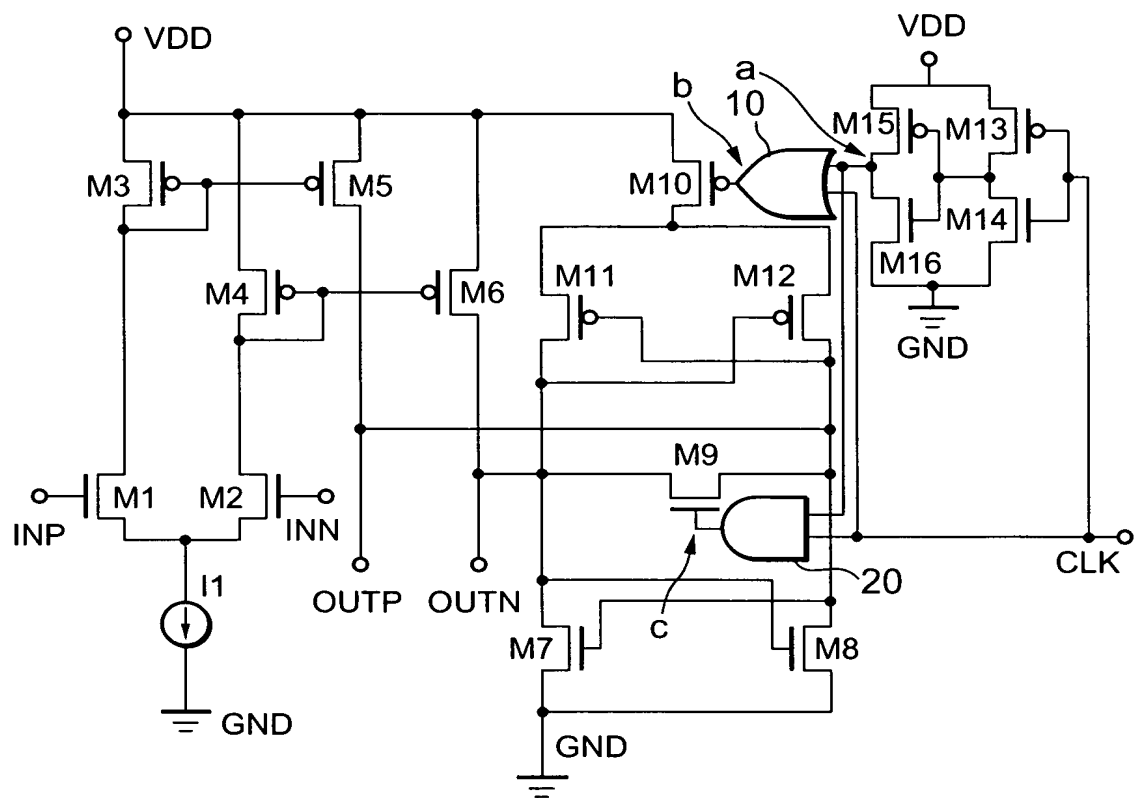 VDD
VDD
a
b
10
M15
M13
M3
M5
M10
M14
M16
M4
M6
M11
M12
GND
M9
M1
M2
INP
INN
CLK
20
I1
OUTP
OUTN
c
M7
M8
GND
GND